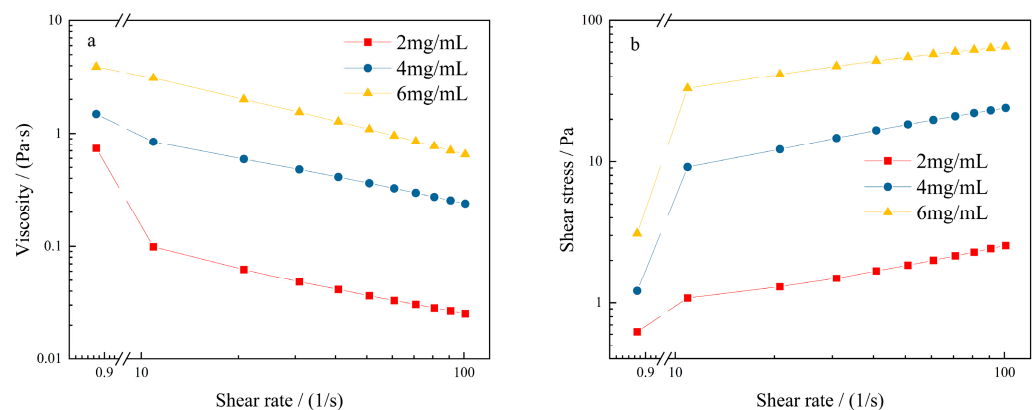 a
2mg/mL
4mg/mL
6mg/mL
Viscosity / (Pa·s)
10
1
0.1
0.01
0.9
10
100
Shear rate / (1/s)
b
2mg/mL
4mg/mL
6mg/mL
Shear stress / Pa
100
10
1
0.9
10
100
Shear rate / (1/s)